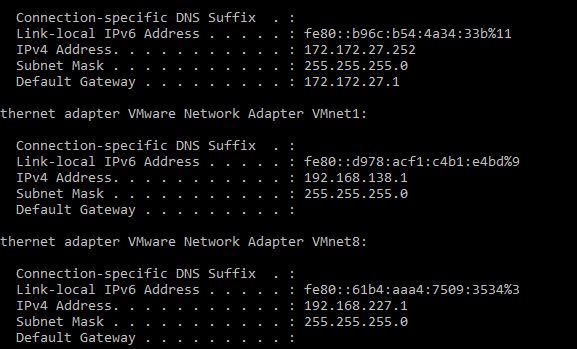 Connection-specific DNS Suffix  . :
Link-local IPv6 Address . . . . . : fe80::b96c:b54:4a34:33b%11
IPv4 Address. . . . . . . . . . . : 172.172.27.252
Subnet Mask . . . . . . . . . . . : 255.255.255.0
Default Gateway . . . . . . . . . : 172.172.27.1
thernet adapter VMware Network Adapter VMnet1:
Connection-specific DNS Suffix  . :
Link-local IPv6 Address . . . . . : fe80::d978:acf1:c4b1:e4bd%9
IPv4 Address. . . . . . . . . . . : 192.168.138.1
Subnet Mask . . . . . . . . . . . : 255.255.255.0
Default Gateway . . . . . . . . . :
thernet adapter VMware Network Adapter VMnet8:
Connection-specific DNS Suffix  . :
Link-local IPv6 Address . . . . . : fe80::61b4:aaa4:7509:3534%3
IPv4 Address. . . . . . . . . . . : 192.168.227.1
Subnet Mask . . . . . . . . . . . : 255.255.255.0
Default Gateway . . . . . . . . . :